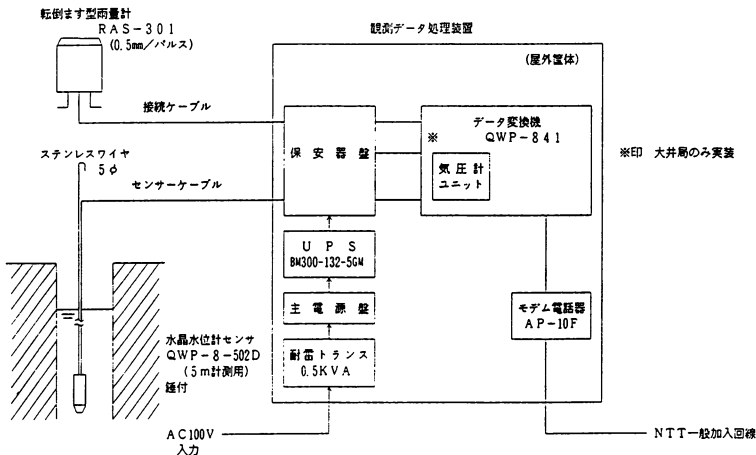 転倒ます型雨量計
RAS-301
(0.5mm/パルス)
観測データ処理装置
(屋外筐体)
接続ケーブル
ステンレスワイヤ
5φ
センサーケーブル
保安器盤
データ変換機
※ QWP-841
気圧計
ユニット
※印 大井局のみ実装
UPS
BM300-132-5GM
主電源盤
耐雷トランス
0.5KVA
モデム電話器
AP-10F
水晶水位計センサ
QWP-8-502D
(5m計測用)
錘付
AC100V
入力
NTT一般加入回線